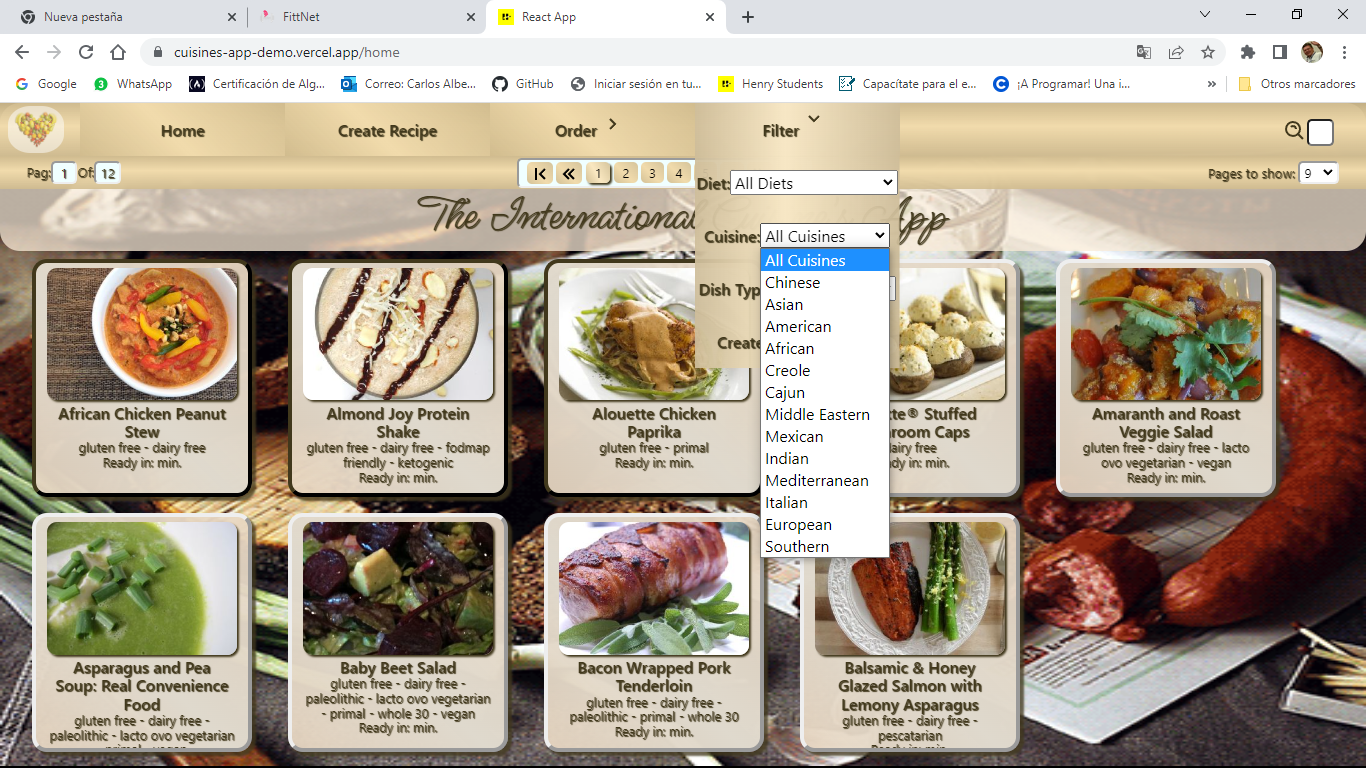 Nueva pestaña
FittNet
React App
cuisines-app-demo.vercel.app/home
Google
WhatsApp
Certificación de Alg...
Correo: Carlos Albe...
GitHub
Iniciar sesión en tu...
Henry Students
Capacítate para el e...
¡A Programar! Una i...
»
Otros marcadores
Home
Create Recipe
Order
Filter
Pag: 1 Of: 12
1 2 3 4
Pages to show: 9
Diet: All Diets
The International
App
Cuisine: All Cuisines
All Cuisines
Chinese
Asian
American
African
Creole
Cajun
Middle Eastern
Mexican
Indian
Mediterranean
Italian
European
Southern
Dish Typ
Create
African Chicken Peanut
Stew
gluten free - dairy free
Ready in: min.
Almond Joy Protein
Shake
gluten free - dairy free - fodmap
friendly - ketogenic
Ready in: min.
Alouette Chicken
Paprika
gluten free - primal
Ready in: min.
te® Stuffed
room Caps
dairy free
in: min.
Amaranth and Roast
Veggie Salad
gluten free - dairy free - lacto
ovo vegetarian - vegan
Ready in: min.
Asparagus and Pea
Soup: Real Convenience
Food
gluten free - dairy free -
paleolithic - lacto ovo vegetarian
- primal - vegan
Baby Beet Salad
gluten free - dairy free -
paleolithic - lacto ovo vegetarian
- primal - whole 30 - vegan
Ready in: min.
Bacon Wrapped Pork
Tenderloin
gluten free - dairy free -
paleolithic - primal - whole 30
Ready in: min.
Balsamic & Honey
Glazed Salmon with
Lemony Asparagus
gluten free - dairy free -
pescatarian
Ready in: min.